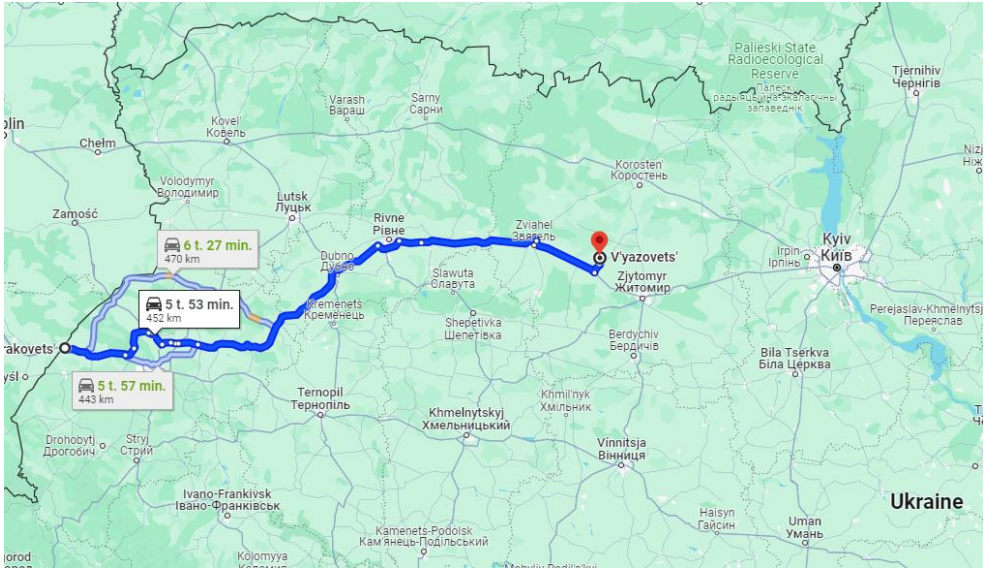 Palieski State
Radioecological
Reserve
Палескі
радыяцыйна-экалагічны
запаведнік
Tjernihiv
Чернігів
Varash
Вараш
Sarny
Сарни
Kovel'
Ковель
Chełm
Korosten'
Коростень
Volodymyr
Володимир
Lutsk
Луцьк
Zamość
Rivne
Рівне
Zviahel
Звягель
6 t. 27 min.
470 km
Dubno
Дубно
V'yazovets'
Irpin
Ірпінь
Kyiv
Київ
Slawuta
Славута
Zjytomyr
Житомир
5 t. 53 min.
452 km
Kremenets
Кременець
Shepetivka
Шепетівка
Perejaslav-Khmelnytsj
Переяслав
Berdychiv
Бердичів
rakovets'
Bila Tserkva
Біла Церква
5 t. 57 min.
443 km
Ternopil
Тернопіль
Khmil'nyk
Хмільник
Khmelnytskyj
Хмельницький
Drohobytj
Дрогобич
Stryj
Стрий
Vinnitsja
Вінниця
Ivano-Frankivsk
Івано-Франківськ
Ukraine
Haisyn
Гайсин
Uman
Умань
Kamenets-Podolsk
Кам'янець-Подільський
Kolomyya